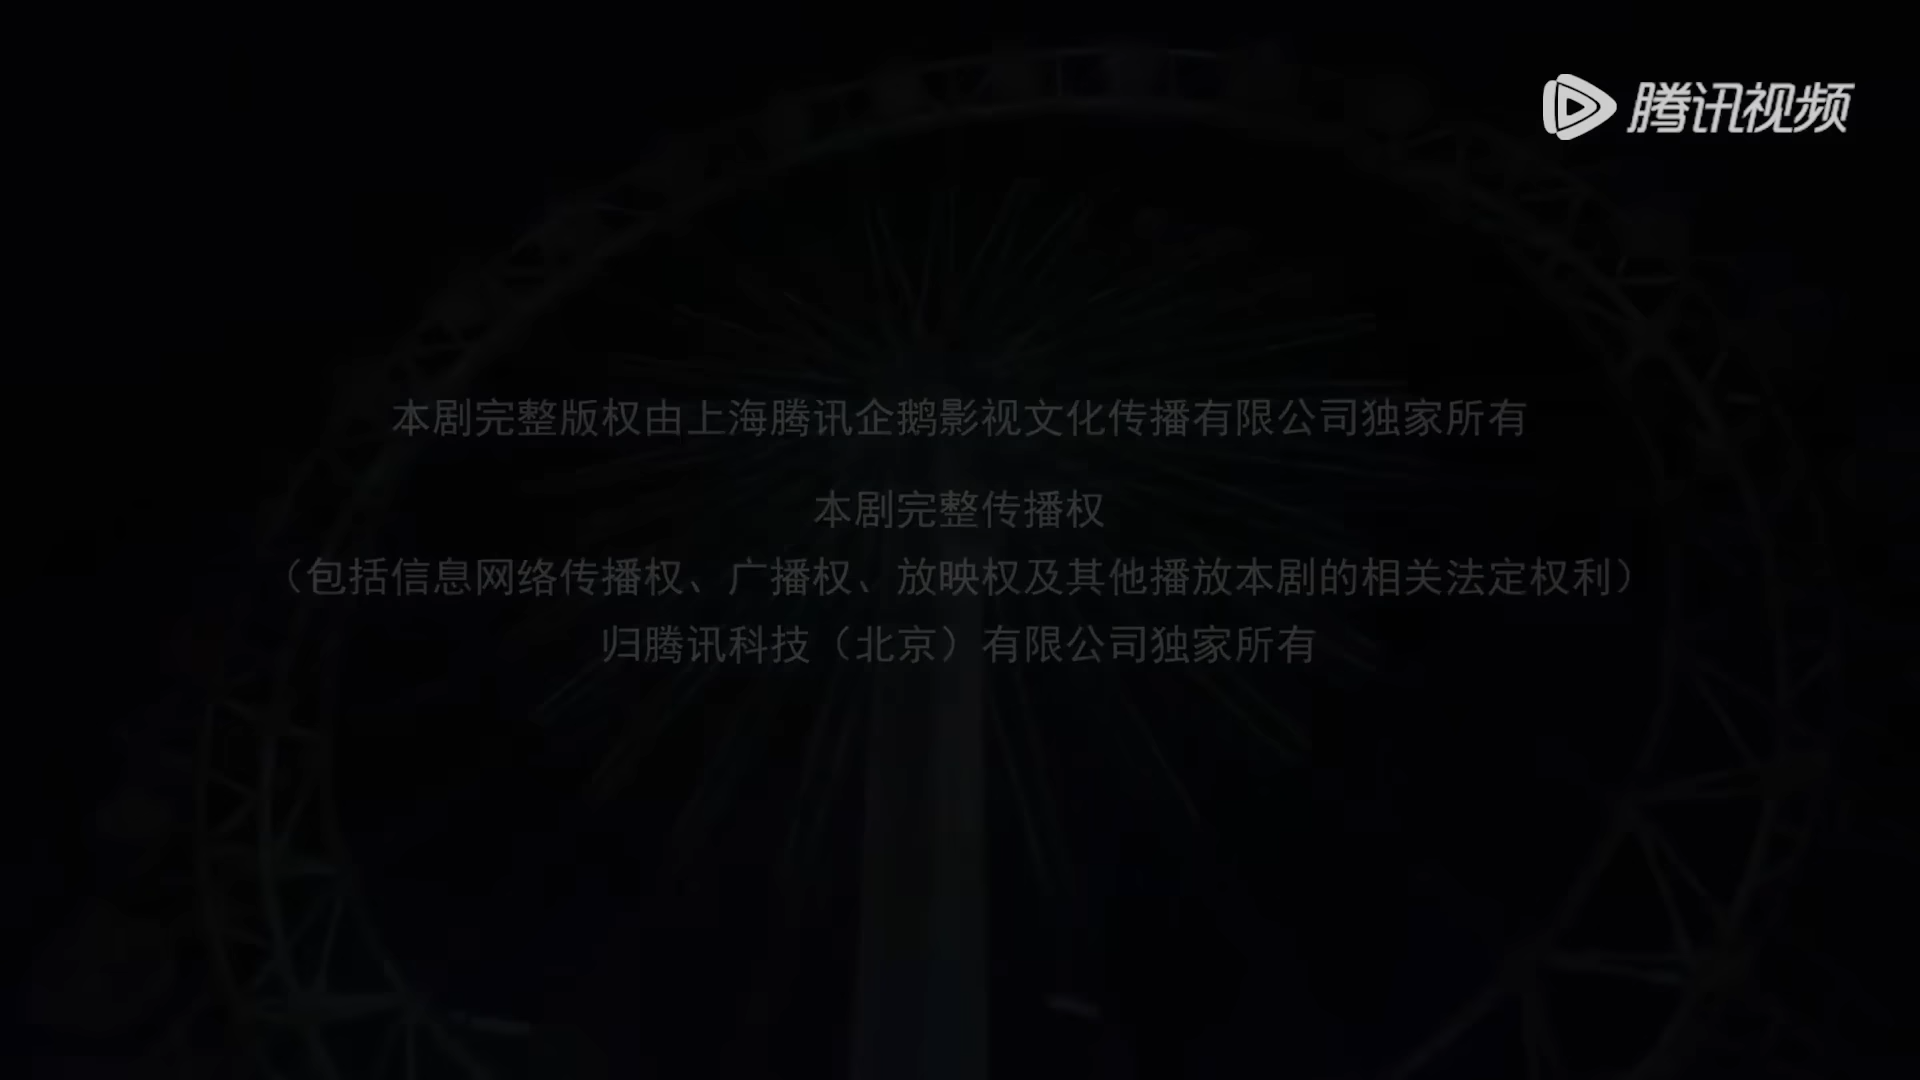 腾讯视频
本剧完整版权由上海腾讯企鹅影视文化传播有限公司独家所有
本剧完整传播权
（包括信息网络传播权、广播权、放映权及其他播放本剧的相关法定权利）
归腾讯科技（北京）有限公司独家所有